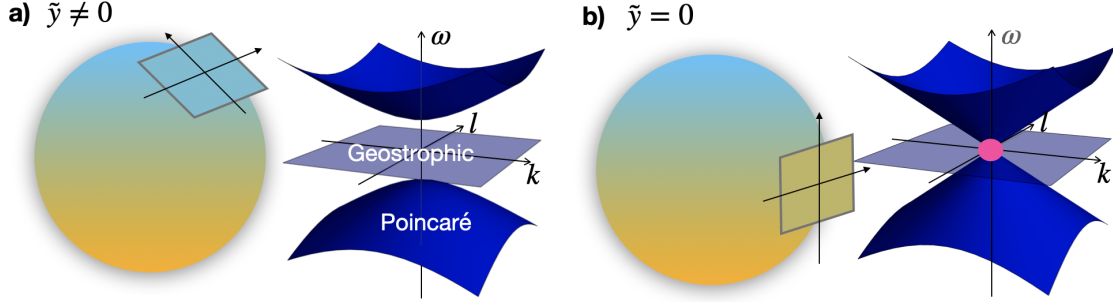 a) ỹ ≠ 0
ω
l
Geostrophic
k
Poincaré
b) ỹ = 0
ω
l
k